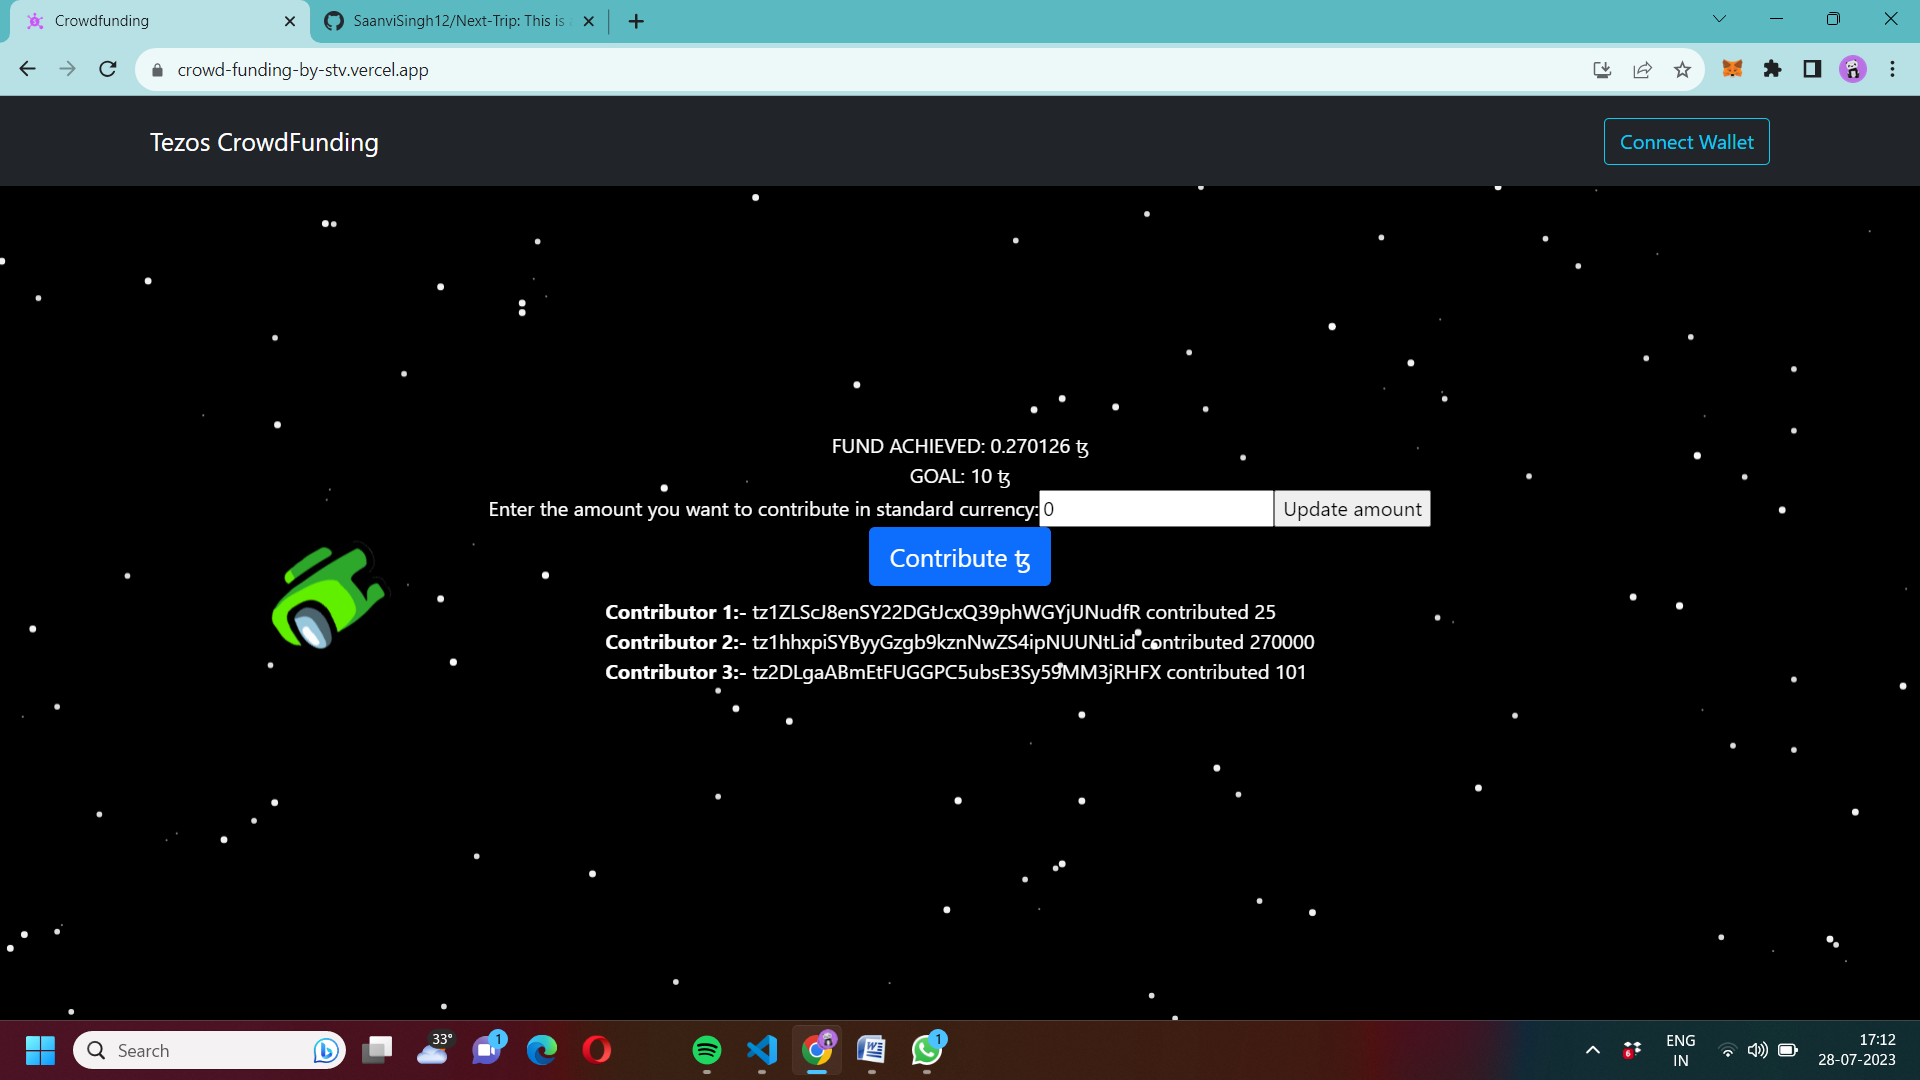 Crowdfunding
SaanviSingh12/Next-Trip: This is
crowd-funding-by-stv.vercel.app
Tezos CrowdFunding
Connect Wallet
FUND ACHIEVED: 0.270126 ꜩ
GOAL: 10 ꜩ
Enter the amount you want to contribute in standard currency: 0 Update amount
Contribute ꜩ
Contributor 1:- tz1ZLScJ8enSY22DGtJcxQ39phWGYjUNudfR contributed 25
Contributor 2:- tz1hhxpiSYByyGzgb9kznNwZS4ipNUUNtLid contributed 270000
Contributor 3:- tz2DLgaABmEtFUGGPC5ubsE3Sy59MM3jRHFX contributed 101
Search
33°
1
1
6
ENG
IN
17:12
28-07-2023